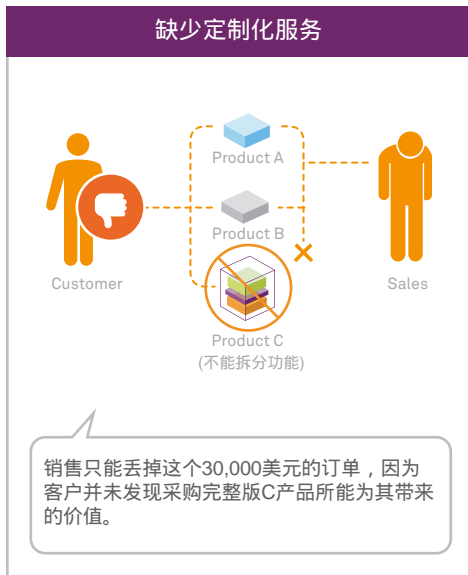 缺少定制化服务
Product A
Product B
Customer
Sales
Product C
(不能拆分功能)
销售只能丢掉这个30,000美元的订单，因为
客户并未发现采购完整版C产品所能为其带来
的价值。